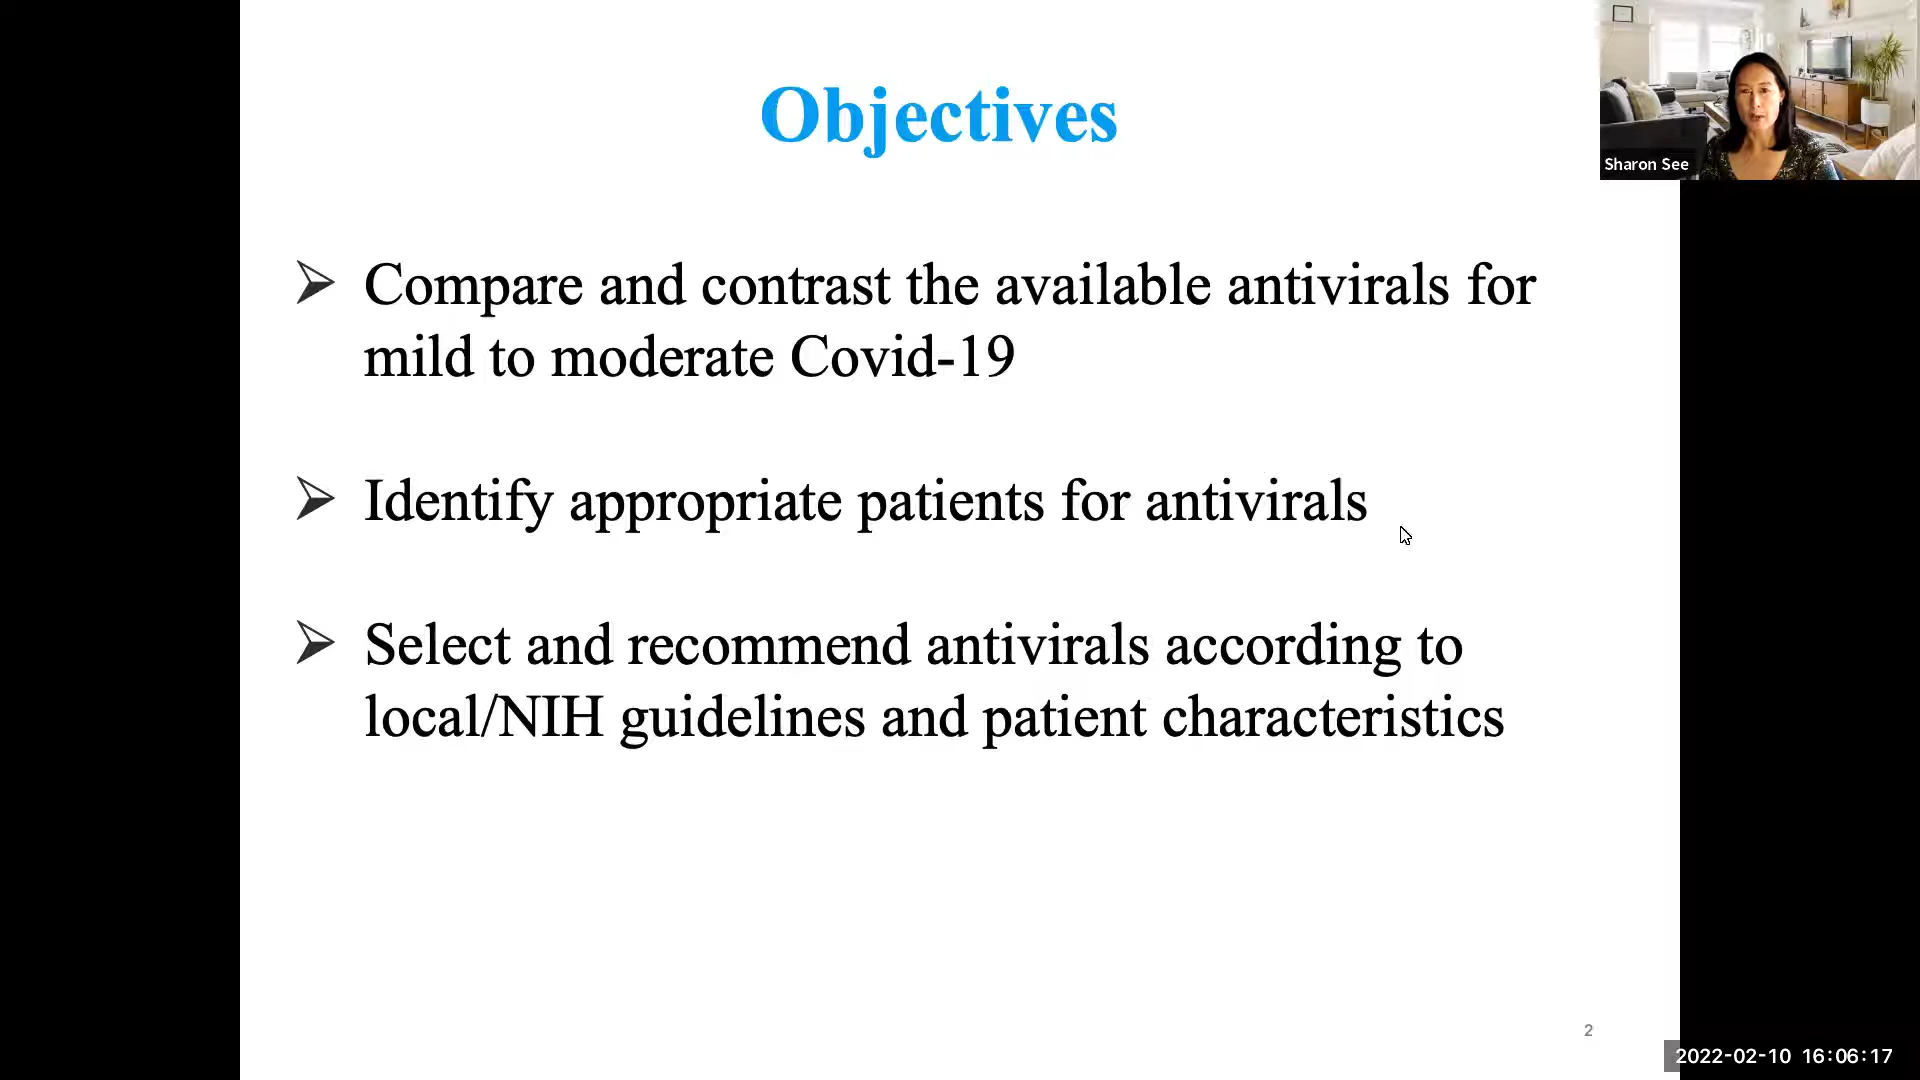 Objectives
Sharon See
Compare and contrast the available antivirals for
mild to moderate Covid-19
Identify appropriate patients for antivirals
Select and recommend antivirals according to
local/NIH guidelines and patient characteristics
2
2022-02-10 16:06:17